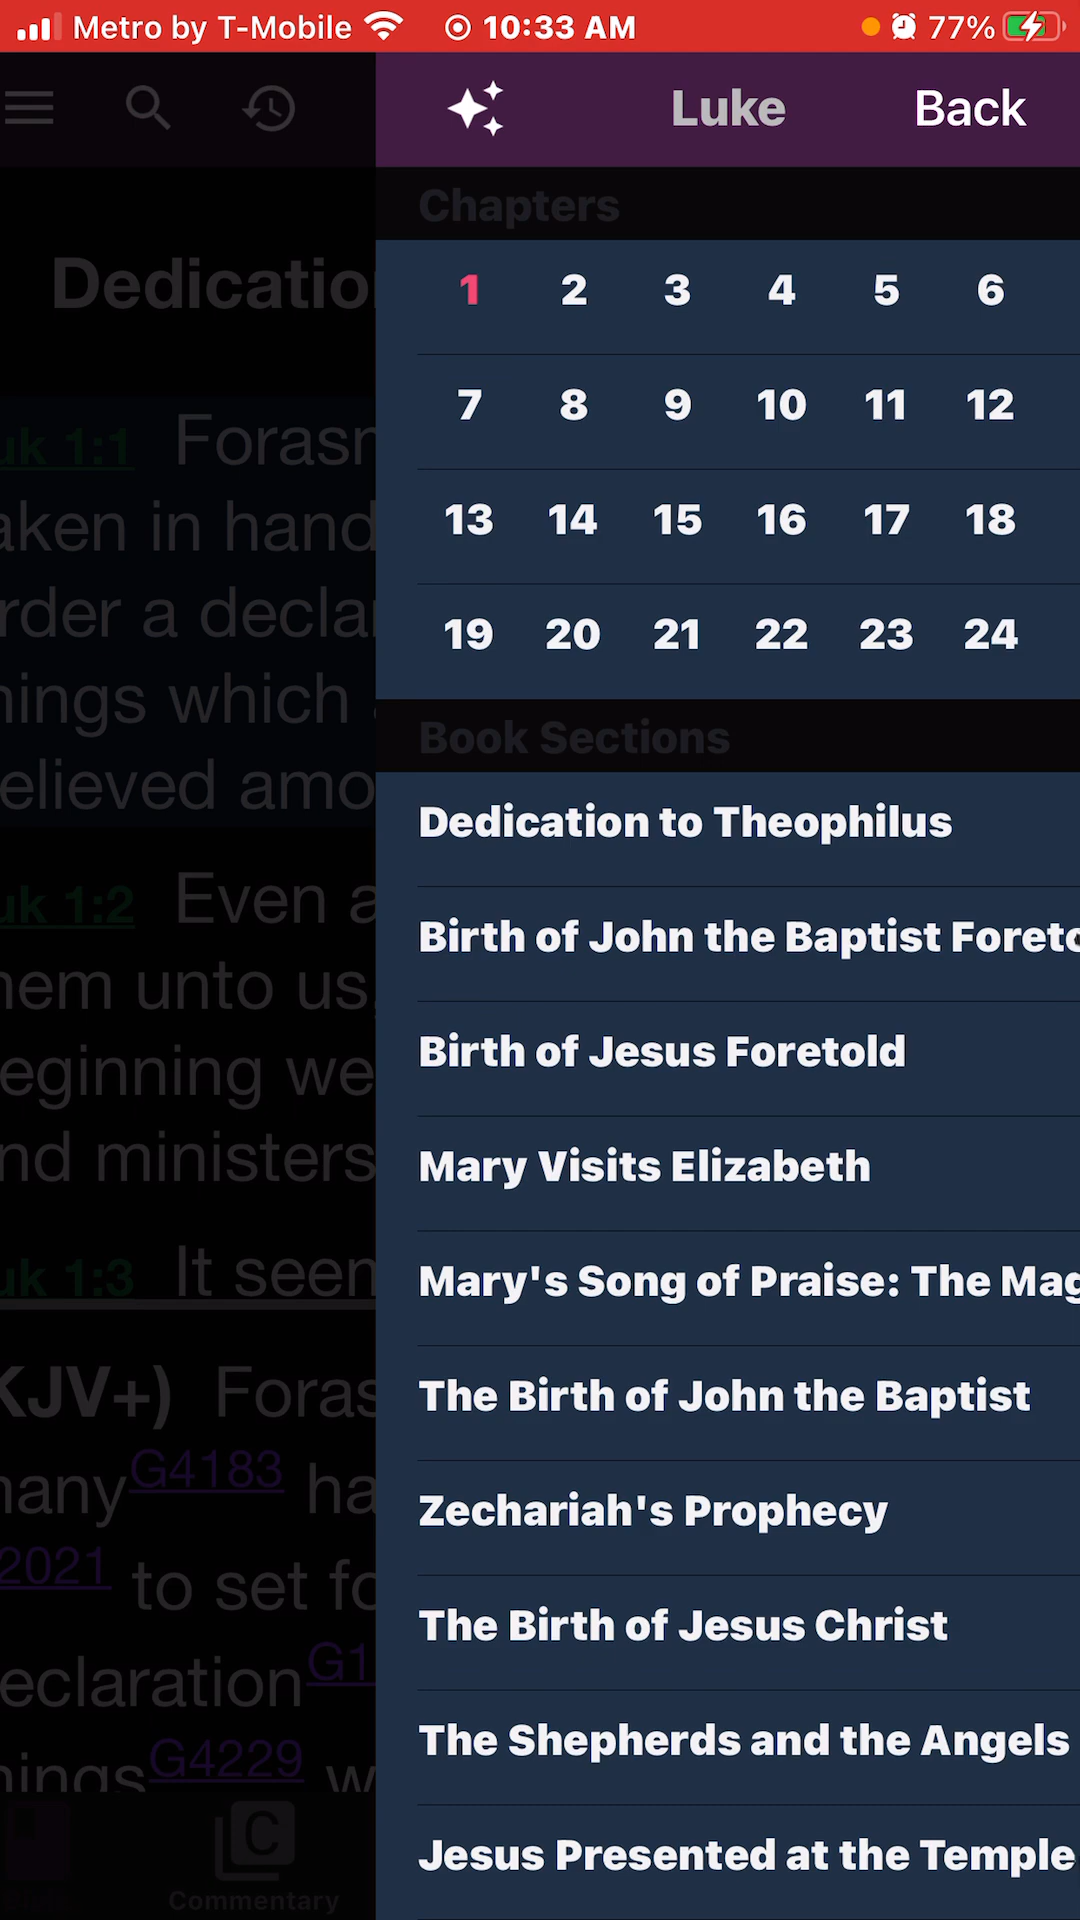 Metro by T-Mobile 10:33 AM 77%
Luke Back
Chapters
1 2 3 4 5 6
7 8 9 10 11 12
13 14 15 16 17 18
19 20 21 22 23 24
Book Sections
Dedication to Theophilus
Birth of John the Baptist Foreto
Birth of Jesus Foretold
Mary Visits Elizabeth
Mary's Song of Praise: The Mag
The Birth of John the Baptist
Zechariah's Prophecy
The Birth of Jesus Christ
The Shepherds and the Angels
Jesus Presented at the Temple
Dedicatio
uk 1:1 Forasm
aken in hand
rder a declar
hings which
elieved amo
uk 1:2 Even a
hem unto us,
eginning we
nd ministers
uk 1:3 It seem
KJV+) Foras
many G4183 ha
2021 to set fo
eclaration G1
hings G4229 w
C
Commentary